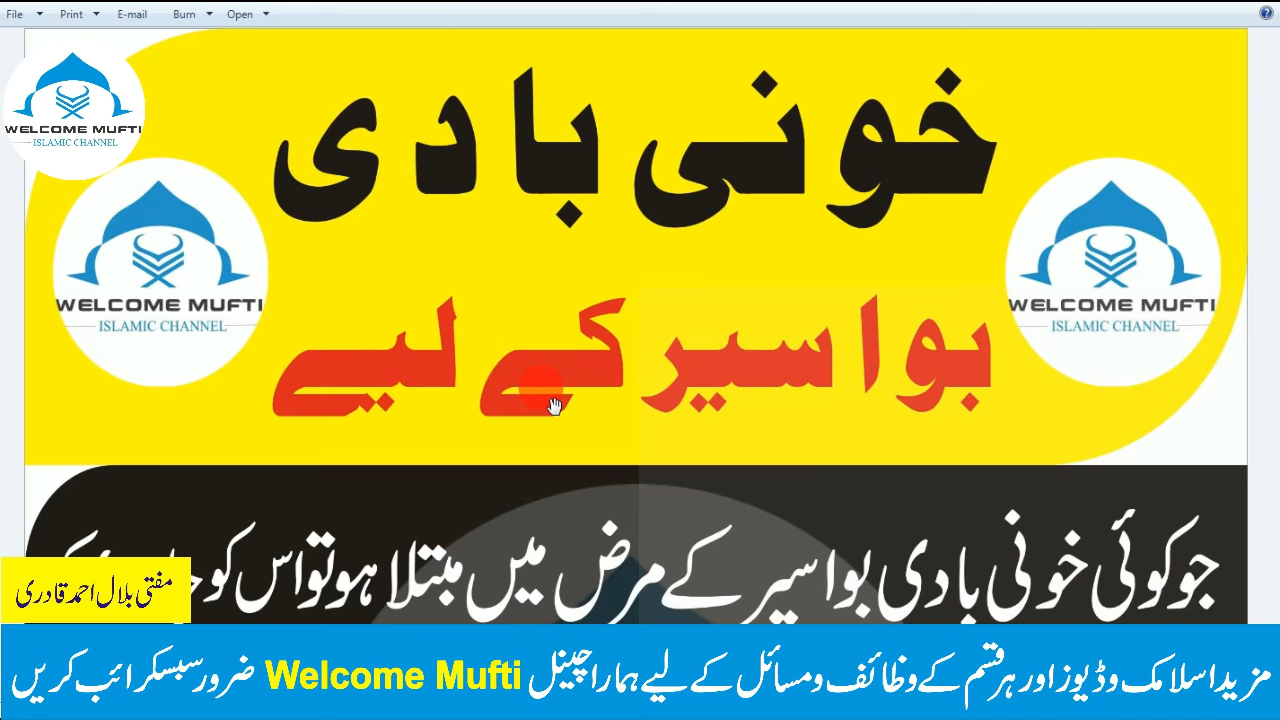 File Print E-mail Burn Open
WELCOME MUFTI
ISLAMIC CHANNEL
خونی بادی
WELCOME MUFTI
ISLAMIC CHANNEL
WELCOME MUFTI
ISLAMIC CHANNEL
بواسیر کے لیے
جو کوئی خونی بادی بواسیر کے مرض میں مبتلا ہو تو اس کو
مفتی بلال احمد قادری
مزید اسلامک وڈیوز اور ہر قسم کے وظائف ومسائل کے لیے ہمارا چینل Welcome Mufti ضرور سبسکرائب کریں